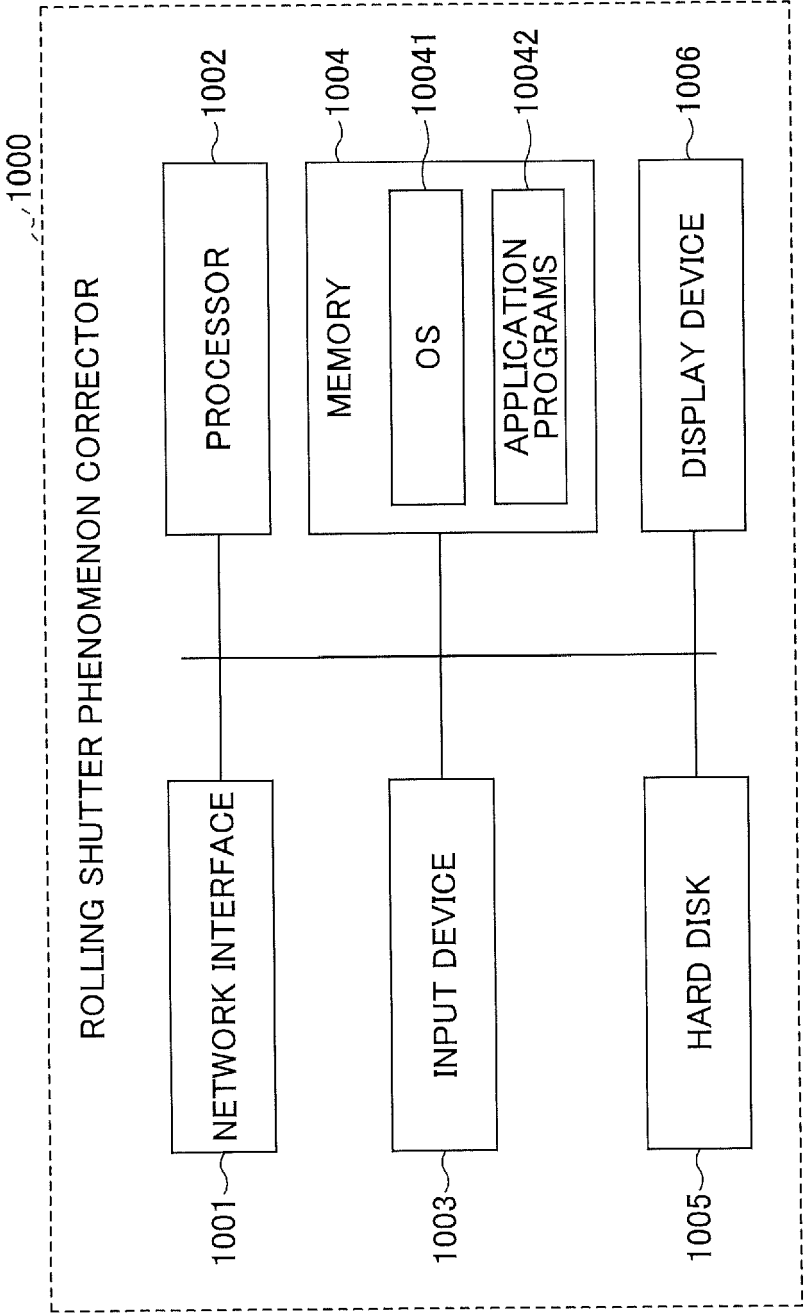 1000
ROLLING SHUTTER PHENOMENON CORRECTOR
1001
NETWORK INTERFACE
PROCESSOR
1002
1003
INPUT DEVICE
MEMORY
1004
OS
10041
APPLICATION
PROGRAMS
10042
1005
HARD DISK
DISPLAY DEVICE
1006